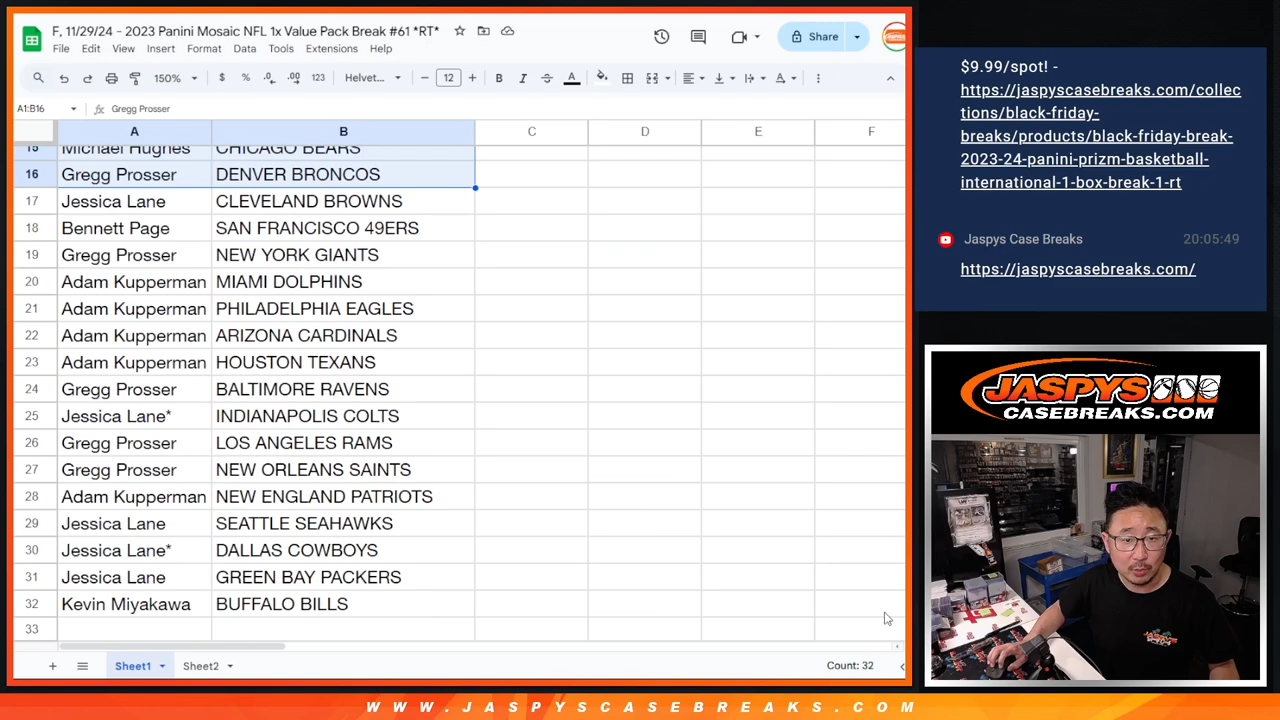 F, 11/29/24 - 2023 Panini Mosaic NFL 1x Value Pack Break #61 *RT*
File Edit View Insert Format Data Tools Extensions Help
Share
150% $ % .0 .00 123 Helvet... 12 B I A
A1:B16 fx Gregg Prosser
A B C D E F
15 Michael Hughes CHICAGO BEARS
16 Gregg Prosser DENVER BRONCOS
17 Jessica Lane CLEVELAND BROWNS
18 Bennett Page SAN FRANCISCO 49ERS
19 Gregg Prosser NEW YORK GIANTS
20 Adam Kupperman MIAMI DOLPHINS
21 Adam Kupperman PHILADELPHIA EAGLES
22 Adam Kupperman ARIZONA CARDINALS
23 Adam Kupperman HOUSTON TEXANS
24 Gregg Prosser BALTIMORE RAVENS
25 Jessica Lane* INDIANAPOLIS COLTS
26 Gregg Prosser LOS ANGELES RAMS
27 Gregg Prosser NEW ORLEANS SAINTS
28 Adam Kupperman NEW ENGLAND PATRIOTS
29 Jessica Lane SEATTLE SEAHAWKS
30 Jessica Lane* DALLAS COWBOYS
31 Jessica Lane GREEN BAY PACKERS
32 Kevin Miyakawa BUFFALO BILLS
33
Sheet1 Sheet2 Count: 32
$9.99/spot! -
https://jaspyscasebreaks.com/collec
tions/black-friday-
breaks/products/black-friday-break-
2023-24-panini-prizm-basketball-
international-1-box-break-1-rt
Jaspys Case Breaks 20:05:49
https://jaspyscasebreaks.com/
JASPYS
CASEBREAKS.COM
JASPYS
WWW.JASPYSCASEBREAKS.COM